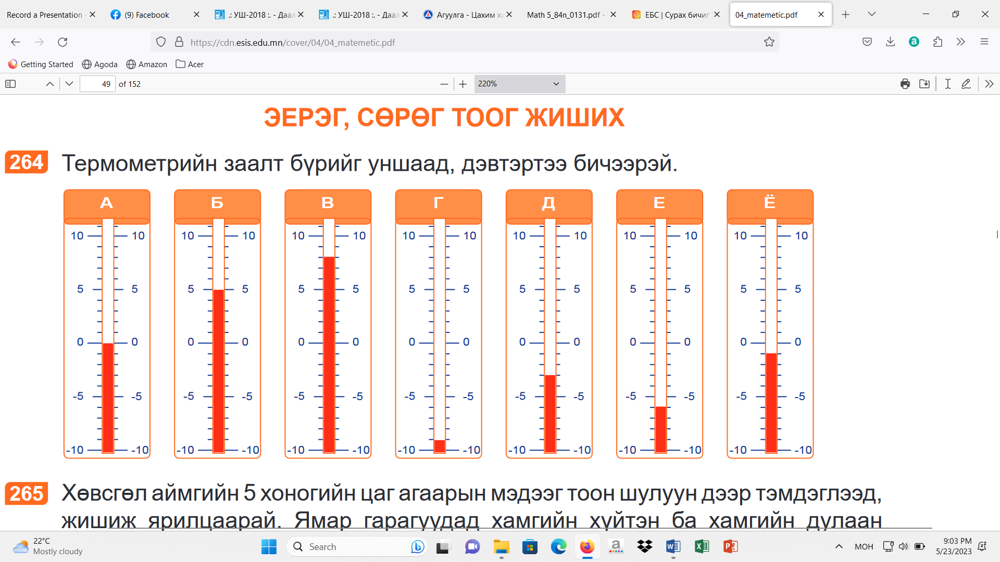 Record a Presentation -
(9) Facebook
.: УШ-2018 :. - Даал
.: УШ-2018 :. - Даал
Агуулга - Цахим хи
Math 5_84n_0131.pdf -
ЕБС | Сурах бичиг
04_matemetic.pdf
https://cdn.esis.edu.mn/cover/04/04_matemetic.pdf
Getting Started Agoda Amazon Acer
49 of 152 220%
ЭЕРЭГ, СӨРӨГ ТООГ ЖИШИХ
264 Термометрийн заалт бүрийг уншаад, дэвтэртээ бичээрэй.
А Б В Г Д Е Ё
10 10 10 10 10 10 10 10 10 10 10 10 10 10
5 5 5 5 5 5 5 5 5 5 5 5 5 5
0 0 0 0 0 0 0 0 0 0 0 0 0 0
-5 -5 -5 -5 -5 -5 -5 -5 -5 -5 -5 -5 -5 -5
-10 -10 -10 -10 -10 -10 -10 -10 -10 -10 -10 -10 -10 -10
265 Хөвсгөл аймгийн 5 хоногийн цаг агаарын мэдээг тоон шулуун дээр тэмдэглээд,
жишиж ярилцаарай. Ямар гарагуудад хамгийн хүйтэн ба хамгийн дулаан
22°C
Mostly cloudy
Search
МОН
9:03 PM
5/23/2023